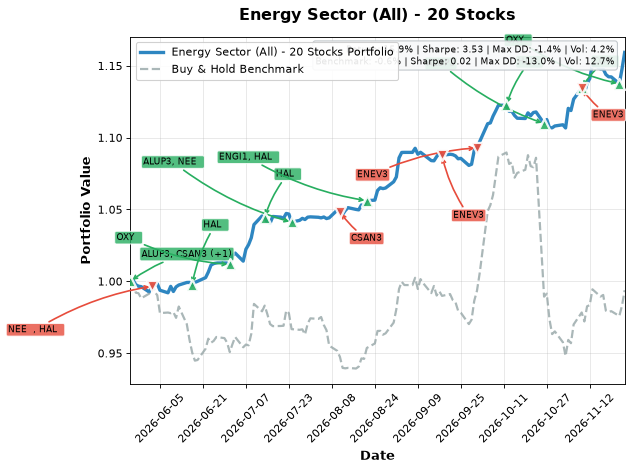 Energy Sector (All) - 20 Stocks
OXY
Energy Sector (All) - 20 Stocks Portfolio
Buy & Hold Benchmark
9% | Sharpe: 3.53 | Max DD: -1.4% | Vol: 4.2%
Benchmark: -0.6% | Sharpe: 0.02 | Max DD: -13.0% | Vol: 12.7%
1.15
ENEV3
1.10
ALUP3, NEE
ENGI1, HAL
HAL
ENEV3
1.05
ENEV3
HAL
OXY
CSAN3
ALUP3, CSAN3 (+1)
1.00
NEE , HAL
0.95
Portfolio Value
2026-06-05
2026-06-21
2026-07-07
2026-07-23
2026-08-08
2026-08-24
2026-09-09
2026-09-25
2026-10-11
2026-10-27
2026-11-12
Date